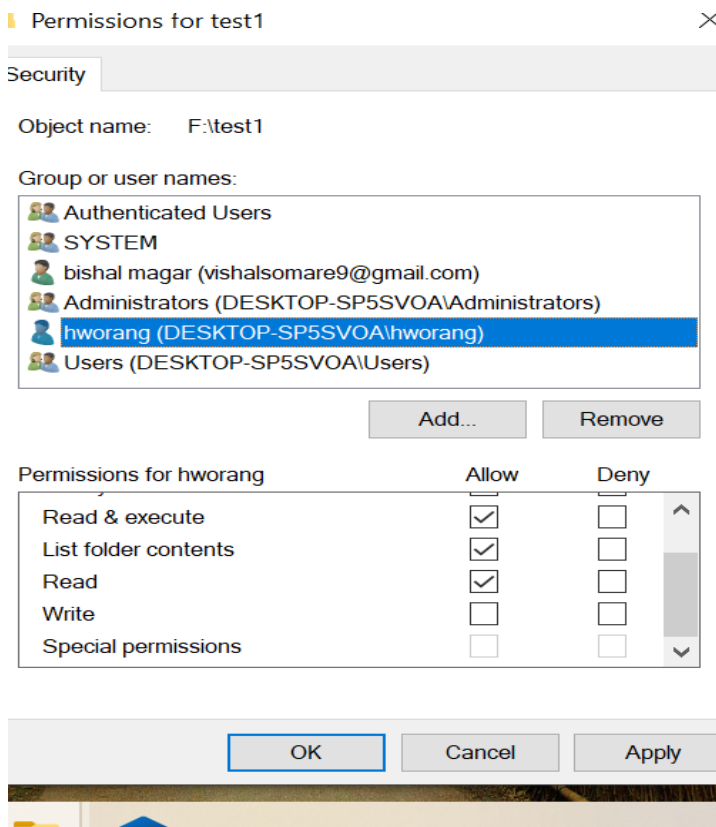 Permissions for test1
Security
Object name: F:\test1
Group or user names:
Authenticated Users
SYSTEM
bishal magar (vishalsomare9@gmail.com)
Administrators (DESKTOP-SP5SVOA\Administrators)
hworang (DESKTOP-SP5SVOA\hworang)
Users (DESKTOP-SP5SVOA\Users)
Add... Remove
Permissions for hworang Allow Deny
Read & execute
List folder contents
Read
Write
Special permissions
OK Cancel Apply